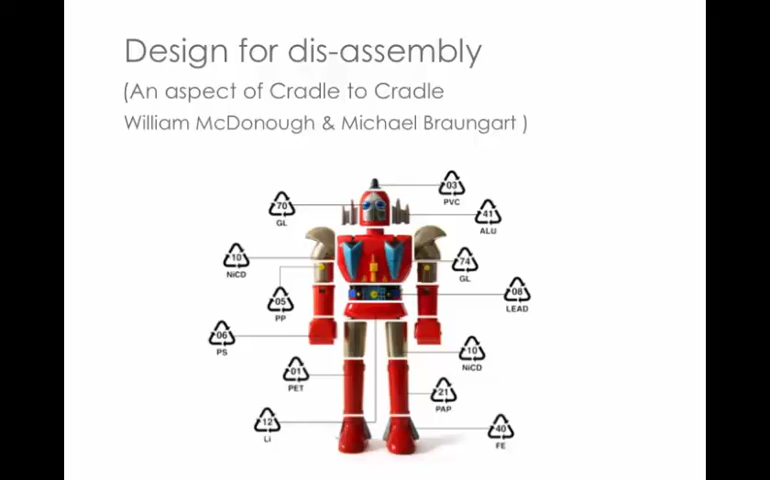 Design for dis-assembly
(An aspect of Cradle to Cradle
William McDonough & Michael Braungart )
03
PVC
70
GL
41
ALU
10
NiCD
74
GL
05
PP
08
LEAD
06
PS
10
NiCD
01
PET
21
PAP
12
Li
40
FE